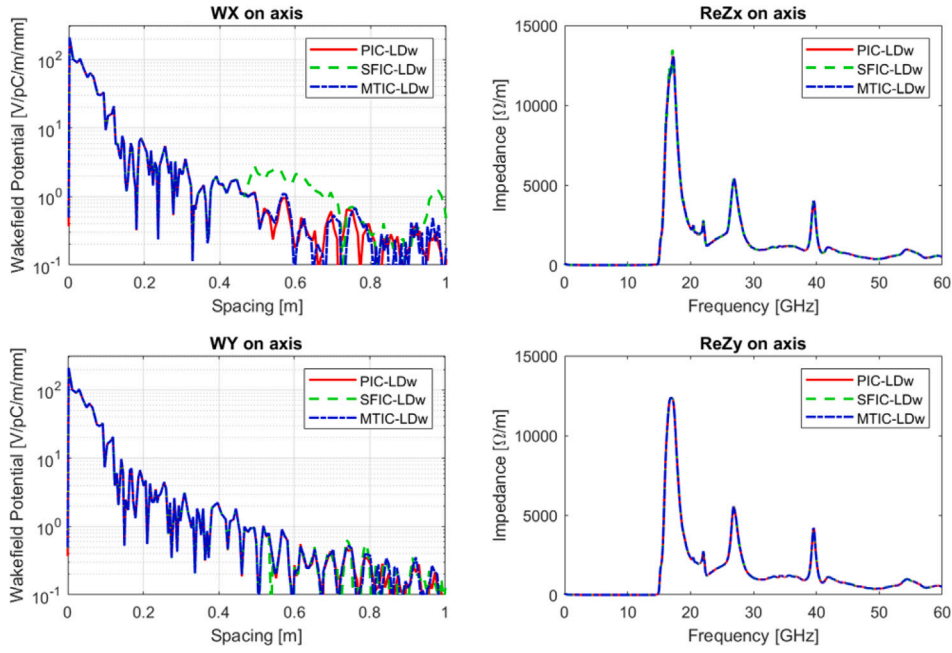 WX on axis
Wakefield Potential [V/pC/m/mm]
10^2
10^1
10^0
10^-1
0 0.2 0.4 0.6 0.8 1
Spacing [m]
PIC-LDw
SFIC-LDw
MTIC-LDw
ReZx on axis
Impedance [Ω/m]
15000
10000
5000
0
0 10 20 30 40 50 60
Frequency [GHz]
PIC-LDw
SFIC-LDw
MTIC-LDw
WY on axis
Wakefield Potential [V/pC/m/mm]
10^2
10^1
10^0
10^-1
0 0.2 0.4 0.6 0.8 1
Spacing [m]
PIC-LDw
SFIC-LDw
MTIC-LDw
ReZy on axis
Impedance [Ω/m]
15000
10000
5000
0
0 10 20 30 40 50 60
Frequency [GHz]
PIC-LDw
SFIC-LDw
MTIC-LDw